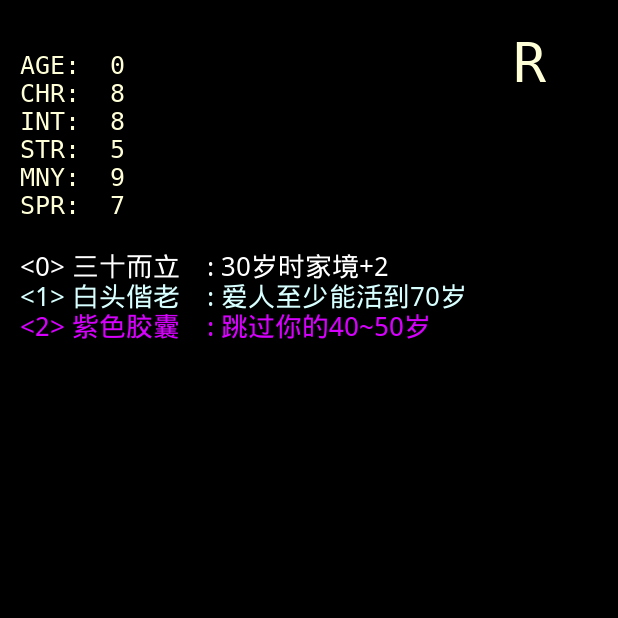 R
AGE: 0
CHR: 8
INT: 8
STR: 5
MNY: 9
SPR: 7
<0> 三十而立 : 30岁时家境+2
<1> 白头偕老 : 爱人至少能活到70岁
<2> 紫色胶囊 : 跳过你的40~50岁